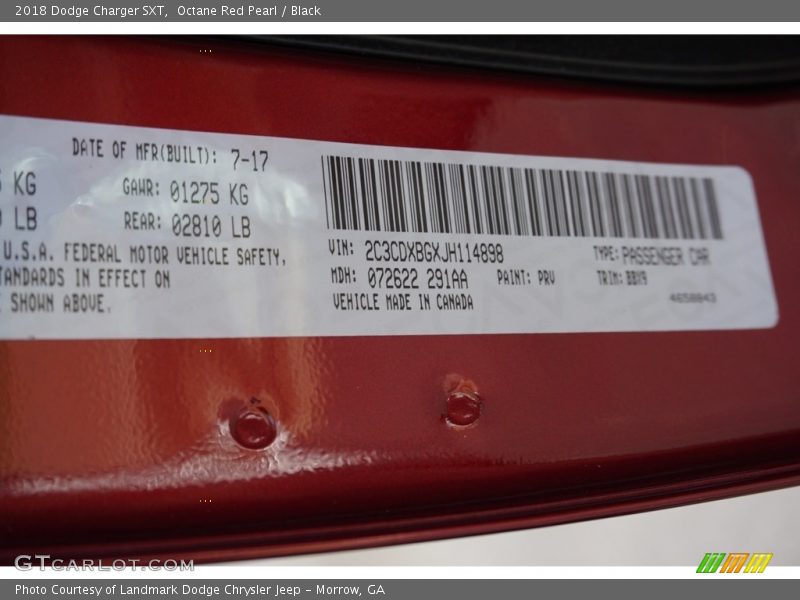 2018 Dodge Charger SXT, Octane Red Pearl / Black
DATE OF MFR(BUILT): 7-17
KG GAWR: 01275 KG
LB REAR: 02810 LB
U.S.A. FEDERAL MOTOR VEHICLE SAFETY,
STANDARDS IN EFFECT ON
SHOWN ABOVE.
VIN: 2C3CDXBGXJH114898 TYPE: PASSENGER CAR
MDH: 072622 291AA PAINT: PRV TRIM: BBX9
VEHICLE MADE IN CANADA
GTCARLOT.COM
Photo Courtesy of Landmark Dodge Chrysler Jeep - Morrow, GA